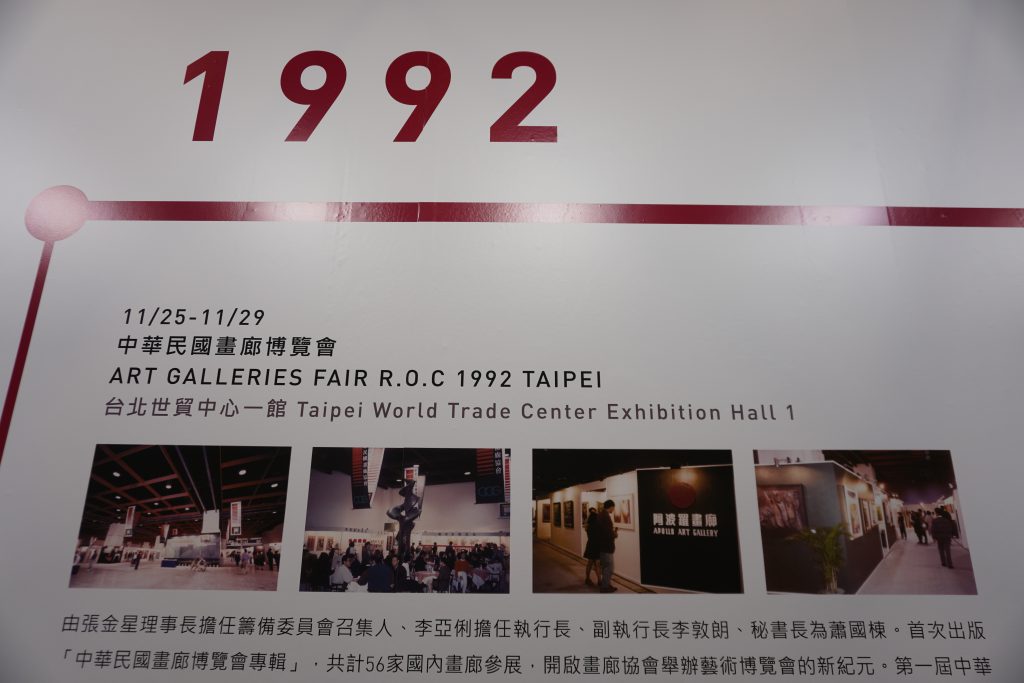 1992
11/25-11/29
中華民國畫廊博覽會
ART GALLERIES FAIR R.O.C 1992 TAIPEI
台北世貿中心一館 Taipei World Trade Center Exhibition Hall 1
阿波羅畫廊
APOLLO ART GALLERY
由張金星理事長擔任籌備委員會召集人、李亞俐擔任執行長、副執行長李敦朗、秘書長為蕭國棟。首次出版
「中華民國畫廊博覽會專輯」，共計56家國內畫廊參展，開啟畫廊協會舉辦藝術博覽會的新紀元。第一屆中華